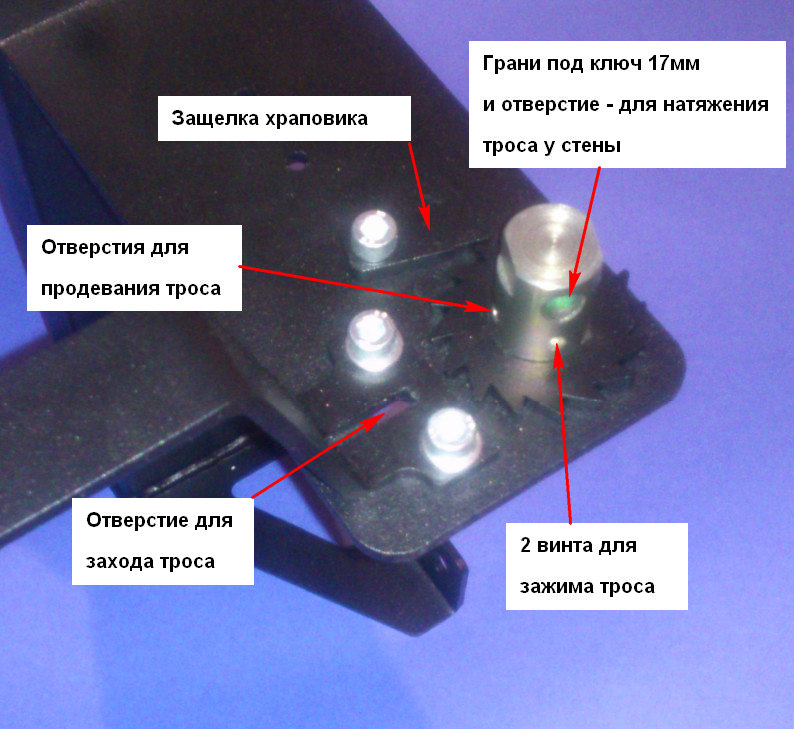 Грани под ключ 17мм
и отверстие - для натяжения
троса у стены
Защелка храповика
Отверстия для
продевания троса
Отверстие для
захода троса
2 винта для
зажима троса